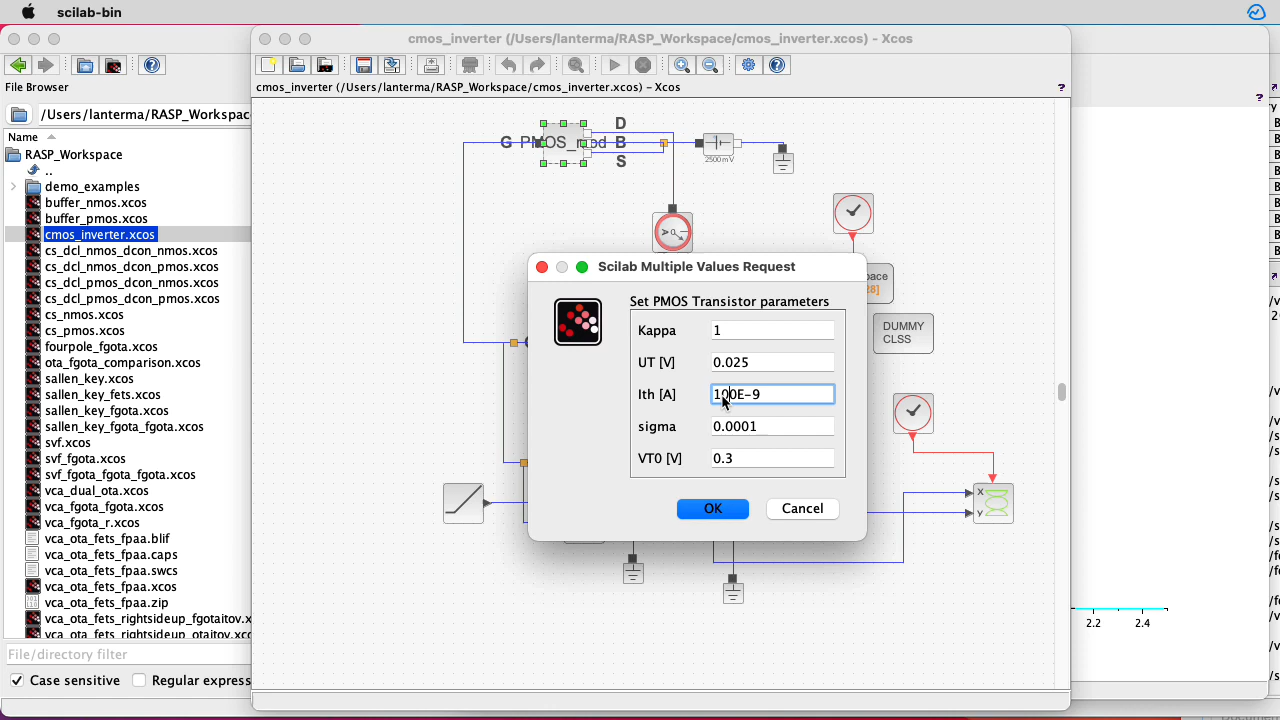 scilab-bin
cmos_inverter (/Users/lanterma/RASP_Workspace/cmos_inverter.xcos) - Xcos
File Browser
cmos_inverter (/Users/lanterma/RASP_Workspace/cmos_inverter.xcos) - Xcos
?
?
/Users/lanterma/RASP_Workspac
Name
RASP_Workspace
..
demo_examples
buffer_nmos.xcos
buffer_pmos.xcos
cmos_inverter.xcos
cs_dcl_nmos_dcon_nmos.xcos
cs_dcl_nmos_dcon_pmos.xcos
cs_dcl_pmos_dcon_nmos.xcos
cs_dcl_pmos_dcon_pmos.xcos
cs_nmos.xcos
cs_pmos.xcos
fourpole_fgota.xcos
ota_fgota_comparison.xcos
sallen_key.xcos
sallen_key_fets.xcos
sallen_key_fgota.xcos
sallen_key_fgota_fgota.xcos
svf.xcos
svf_fgota.xcos
svf_fgota_fgota_fgota.xcos
vca_dual_ota.xcos
vca_fgota_fgota.xcos
vca_fgota_r.xcos
vca_ota_fets_fpaa.blif
vca_ota_fets_fpaa.caps
vca_ota_fets_fpaa.swcs
vca_ota_fets_fpaa.xcos
vca_ota_fets_fpaa.zip
vca_ota_fets_rightsideup_fgotaitov.x
vca_ota_fets_rightsideup_otaitov.xco
File/directory filter
Case sensitive
Regular express
D
G PMOS_mod B
S
2500 mV
pace
28]
DUMMY
CLSS
X
Y
Scilab Multiple Values Request
Set PMOS Transistor parameters
Kappa 1
UT [V] 0.025
Ith [A] 100E-9
sigma 0.0001
VT0 [V] 0.3
OK
Cancel
2.2
2.4